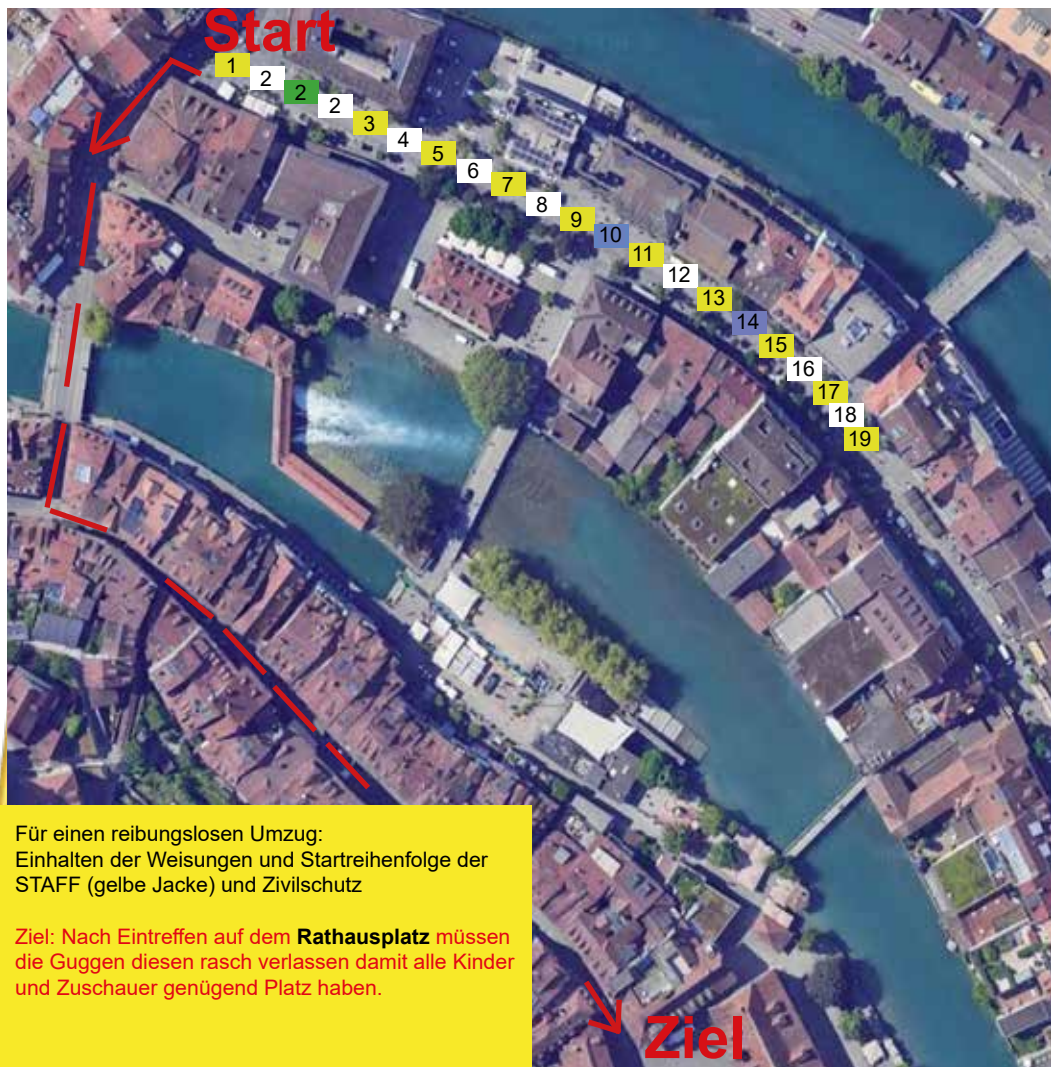 Start
1
2
2
2
3
4
5
6
7
8
9
10
11
12
13
14
15
16
17
18
19
Für einen reibungslosen Umzug:
Einhalten der Weisungen und Startreihenfolge der
STAFF (gelbe Jacke) und Zivilschutz
Ziel: Nach Eintreffen auf dem Rathausplatz müssen
die Guggen diesen rasch verlassen damit alle Kinder
und Zuschauer genügend Platz haben.
Ziel